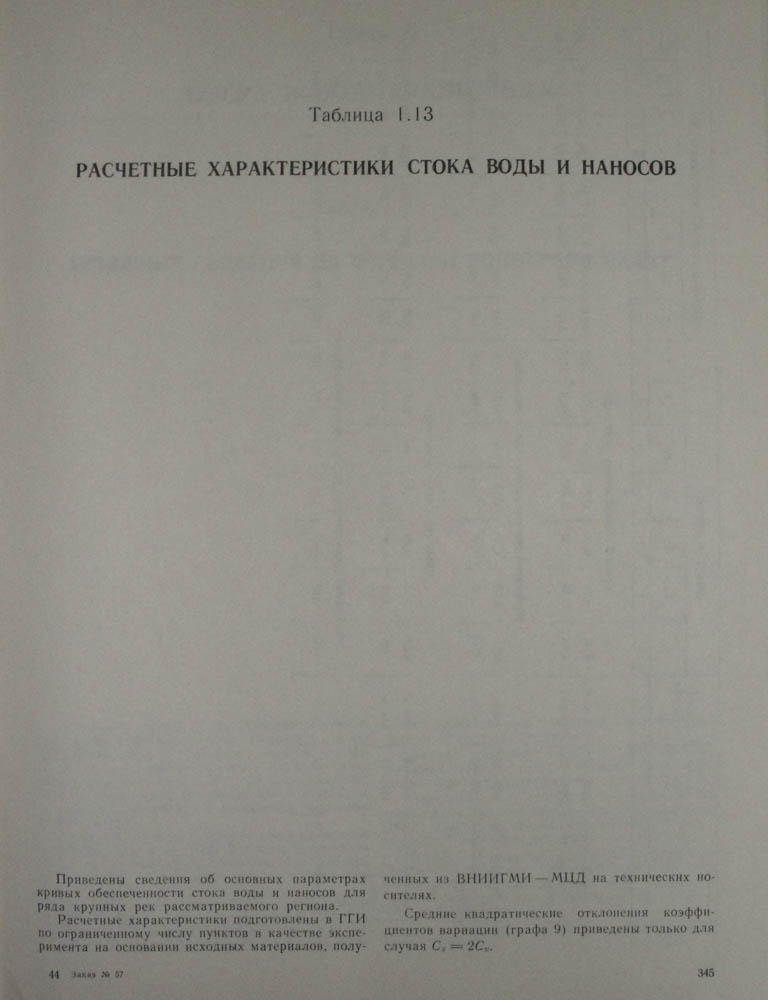 Таблица 1.13
РАСЧЕТНЫЕ ХАРАКТЕРИСТИКИ СТОКА ВОДЫ И НАНОСОВ
Приведены сведения об основных параметрах
кривых обеспеченности стока воды и наносов для
ряда крупных рек рассматриваемого региона.
Расчетные характеристики подготовлены в ГГИ
по ограниченному числу пунктов в качестве экспе-
римента на основании исходных материалов, полу-
ченных из ВНИИГМИ — МЦД на технических но-
сителях.
Средние квадратические отклонения коэффи-
циентов вариации (графа 9) приведены только для
случая Cs = 2Cv.
44 Заказ № 57
345